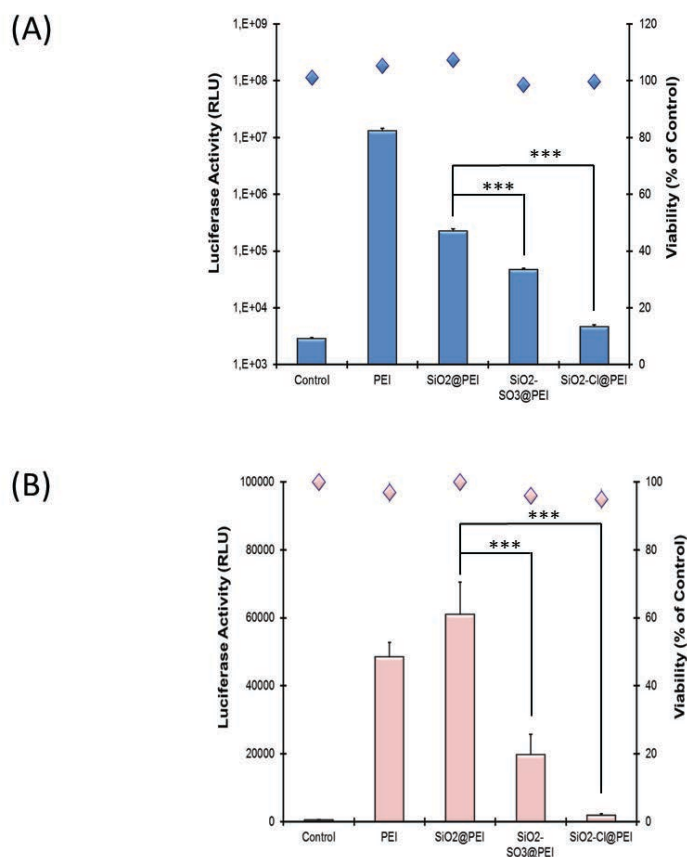 (A)
1,E+09
1,E+08
1,E+07
1,E+06
1,E+05
1,E+04
1,E+03
Luciferase Activity (RLU)
120
100
80
60
40
20
0
Viability (% of Control)
***
***
Control
PEI
SiO2@PEI
SiO2-
SO3@PEI
SiO2-Cl@PEI
(B)
100000
80000
60000
40000
20000
0
Luciferase Activity (RLU)
100
80
60
40
20
0
Viability (% of Control)
***
***
Control
PEI
SiO2@PEI
SiO2-
SO3@PEI
SiO2-Cl@PEI